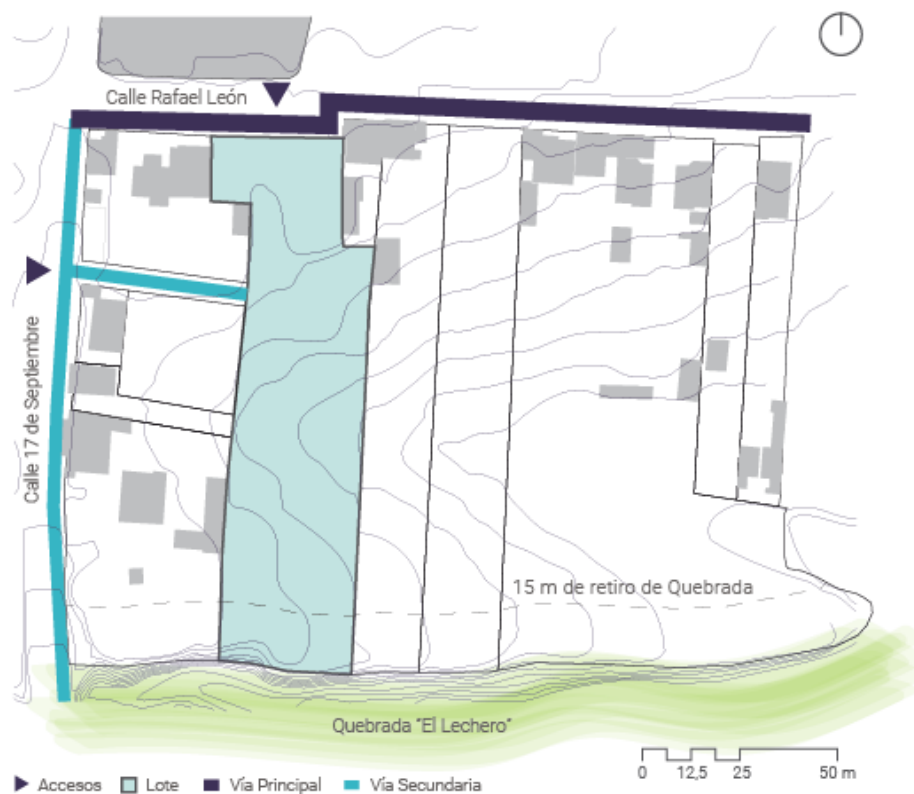 Calle Rafael León
Calle 17 de Septiembre
15 m de retiro de Quebrada
Quebrada "El Lechero"
Accesos Lote Vía Principal Vía Secundaria
0 12,5 25 50 m